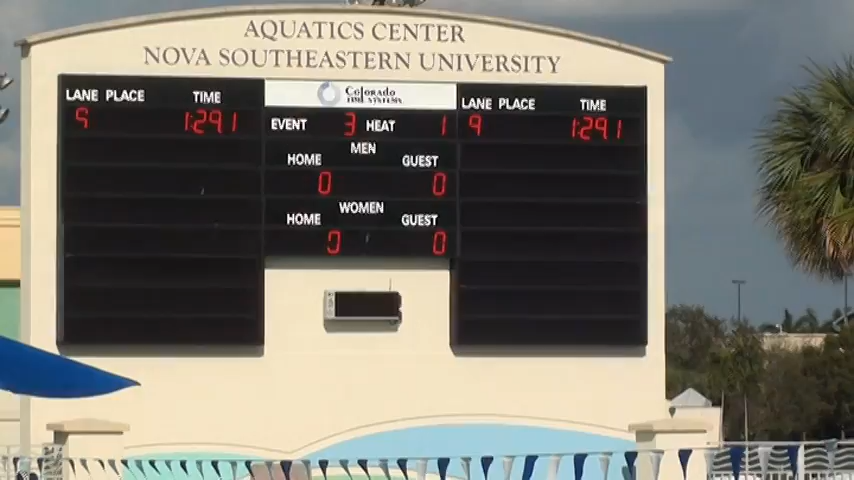 AQUATICS CENTER
NOVA SOUTHEASTERN UNIVERSITY
LANE PLACE TIME
9 1:29.1
Colorado
TIME SYSTEMS
EVENT 3 HEAT 1
MEN
HOME GUEST
0 0
WOMEN
HOME GUEST
0 0
LANE PLACE TIME
9 1:29.1